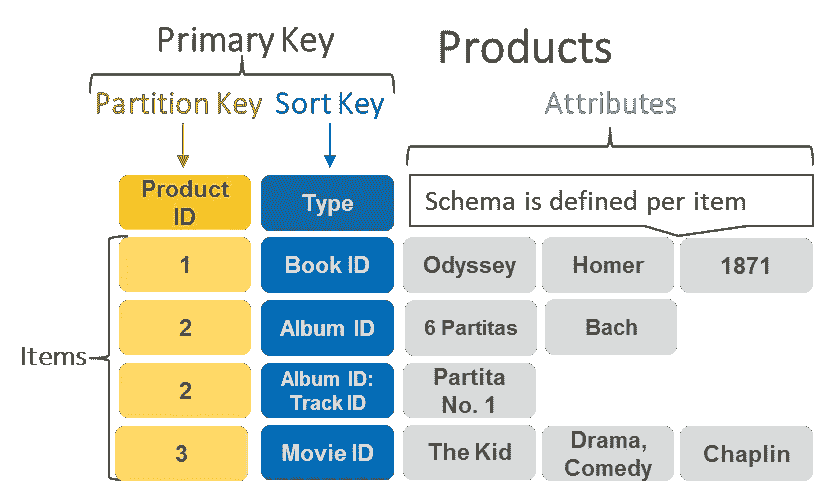 Primary Key
Products
Partition Key
Sort Key
Attributes
Product
ID
Type
Schema is defined per item
Items
1
Book ID
Odyssey
Homer
1871
2
Album ID
6 Partitas
Bach
2
Album ID:
Track ID
Partita
No. 1
3
Movie ID
The Kid
Drama,
Comedy
Chaplin